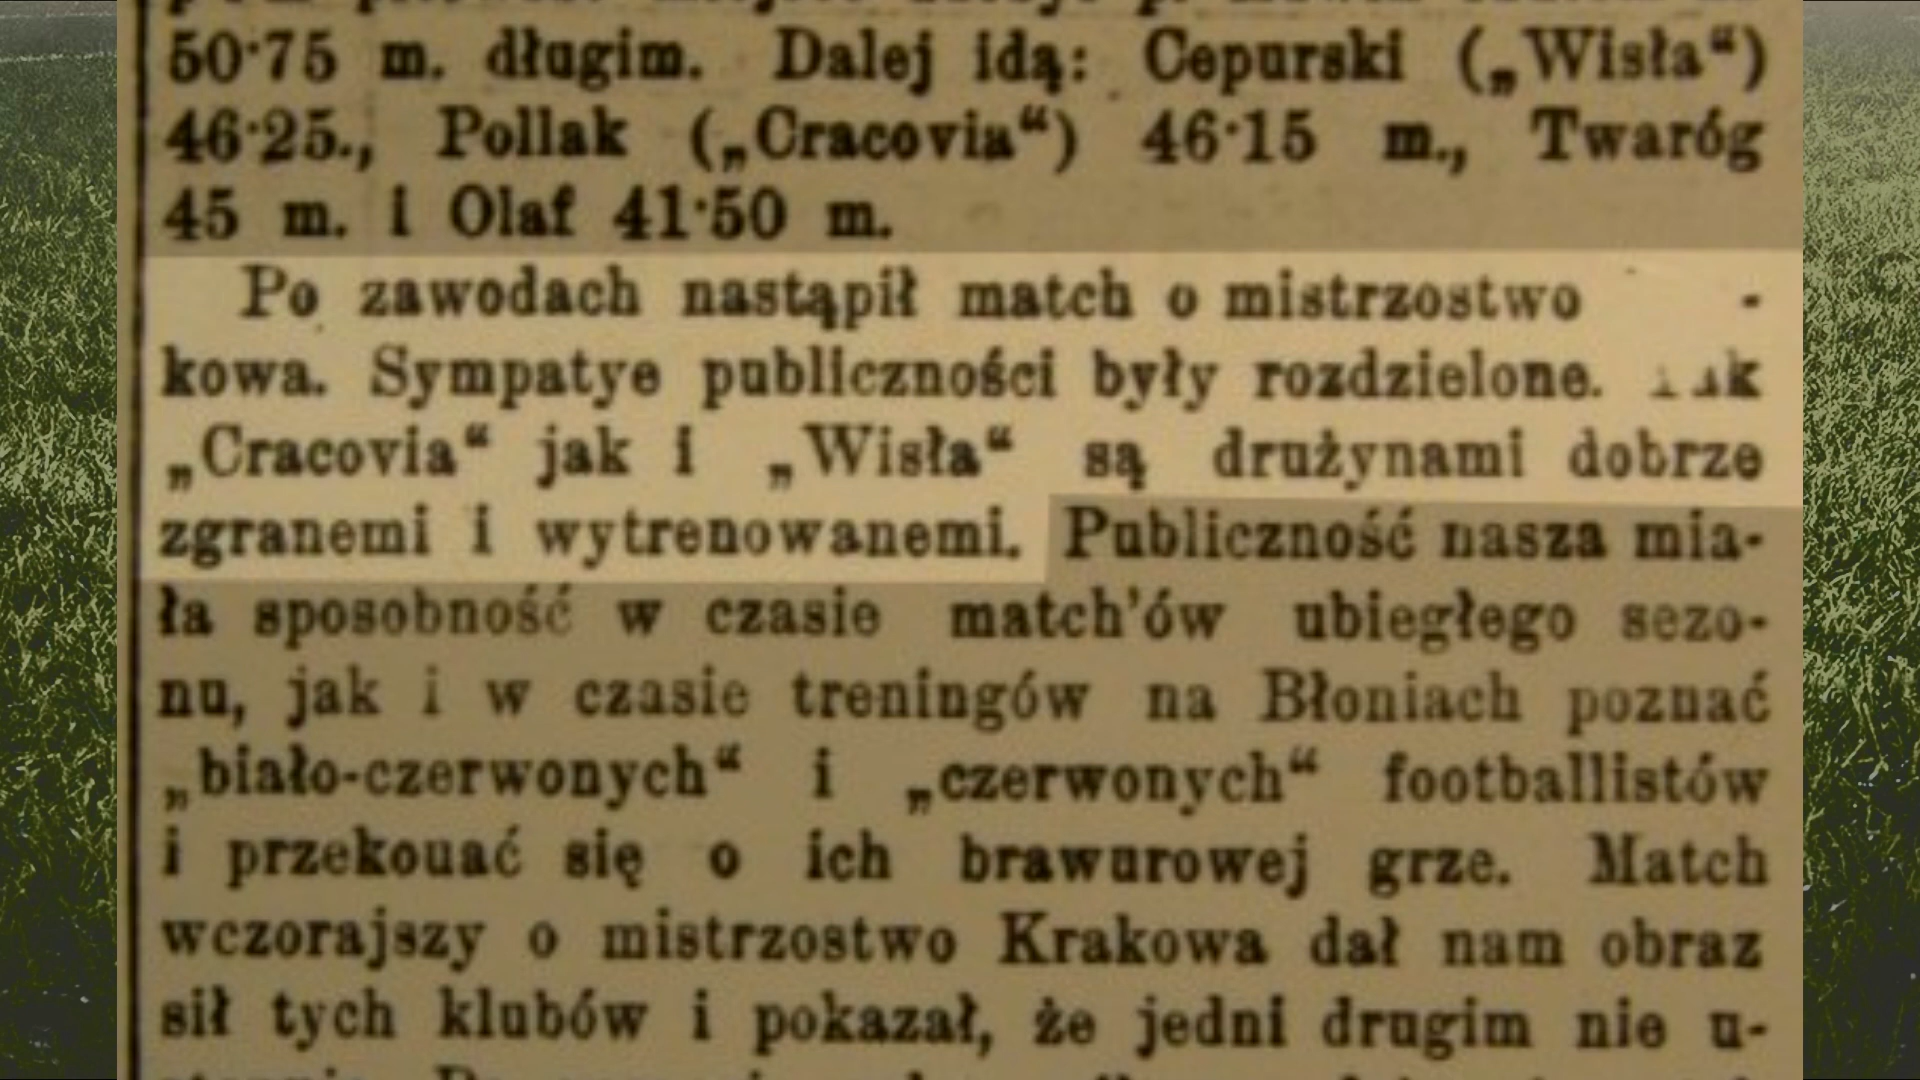 50·75 m. długim. Dalej idą: Cepurski („Wisła“)
46·25., Pollak („Cracovia“) 46·15 m., Twaróg
45 m. i Olaf 41·50 m.
Po zawodach nastąpił match o mistrzostwo -
kowa. Sympatye publiczności były rozdzielone.
„Cracovia“ jak i „Wisła“ są drużynami dobrze
zgranemi i wytrenowanemi. Publiczność nasza mia-
ła sposobność w czasie match’ów ubiegłego sezo-
nu, jak i w czasie treningów na Błoniach poznać
„biało-czerwonych“ i „czerwonych“ footballistów
i przekouać się o ich brawurowej grze. Match
wczorajszy o mistrzostwo Krakowa dał nam obraz
sił tych klubów i pokazał, że jedni drugim nie u-